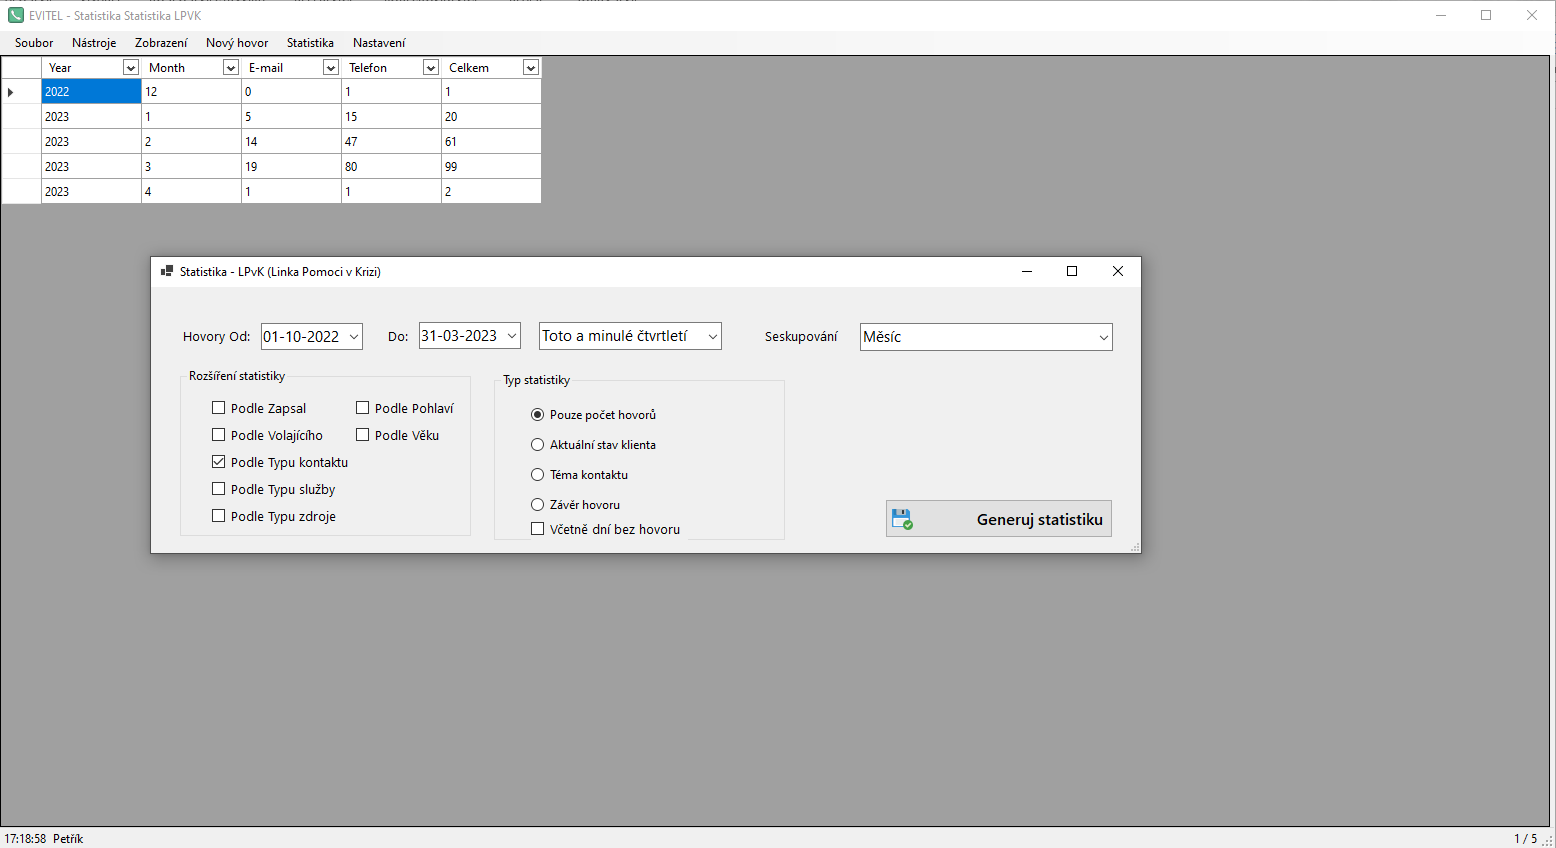 EVITEL - Statistika Statistika LPVK
Soubor Nástroje Zobrazení Nový hovor Statistika Nastavení
Year Month E-mail Telefon Celkem
2022 12 0 1 1
2023 1 5 15 20
2023 2 14 47 61
2023 3 19 80 99
2023 4 1 1 2
Statistika - LPvK (Linka Pomoci v Krizi)
Hovory Od: 01-10-2022 Do: 31-03-2023 Toto a minulé čtvrtletí Seskupování Měsíc
Rozšíření statistiky
Podle Zapsal Podle Pohlaví
Podle Volajícího Podle Věku
Podle Typu kontaktu
Podle Typu služby
Podle Typu zdroje
Typ statistiky
Pouze počet hovorů
Aktuální stav klienta
Téma kontaktu
Závěr hovoru
Včetně dní bez hovoru
Generuj statistiku
17:18:58 Petřík 1 / 5